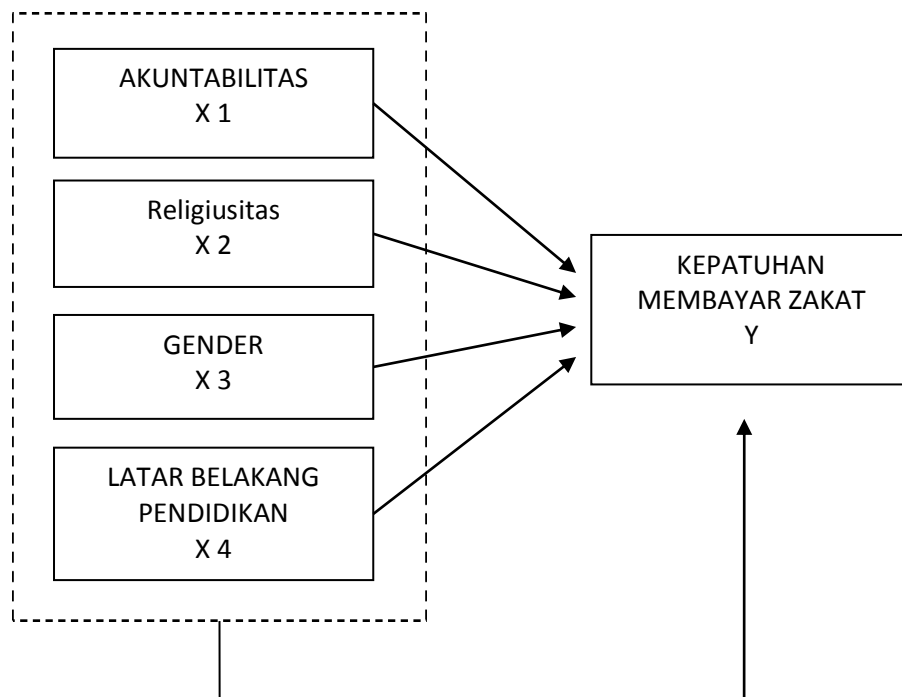 AKUNTABILITAS
X 1
Religiusitas
X 2
GENDER
X 3
LATAR BELAKANG
PENDIDIKAN
X 4
KEPATUHAN
MEMBAYAR ZAKAT
Y